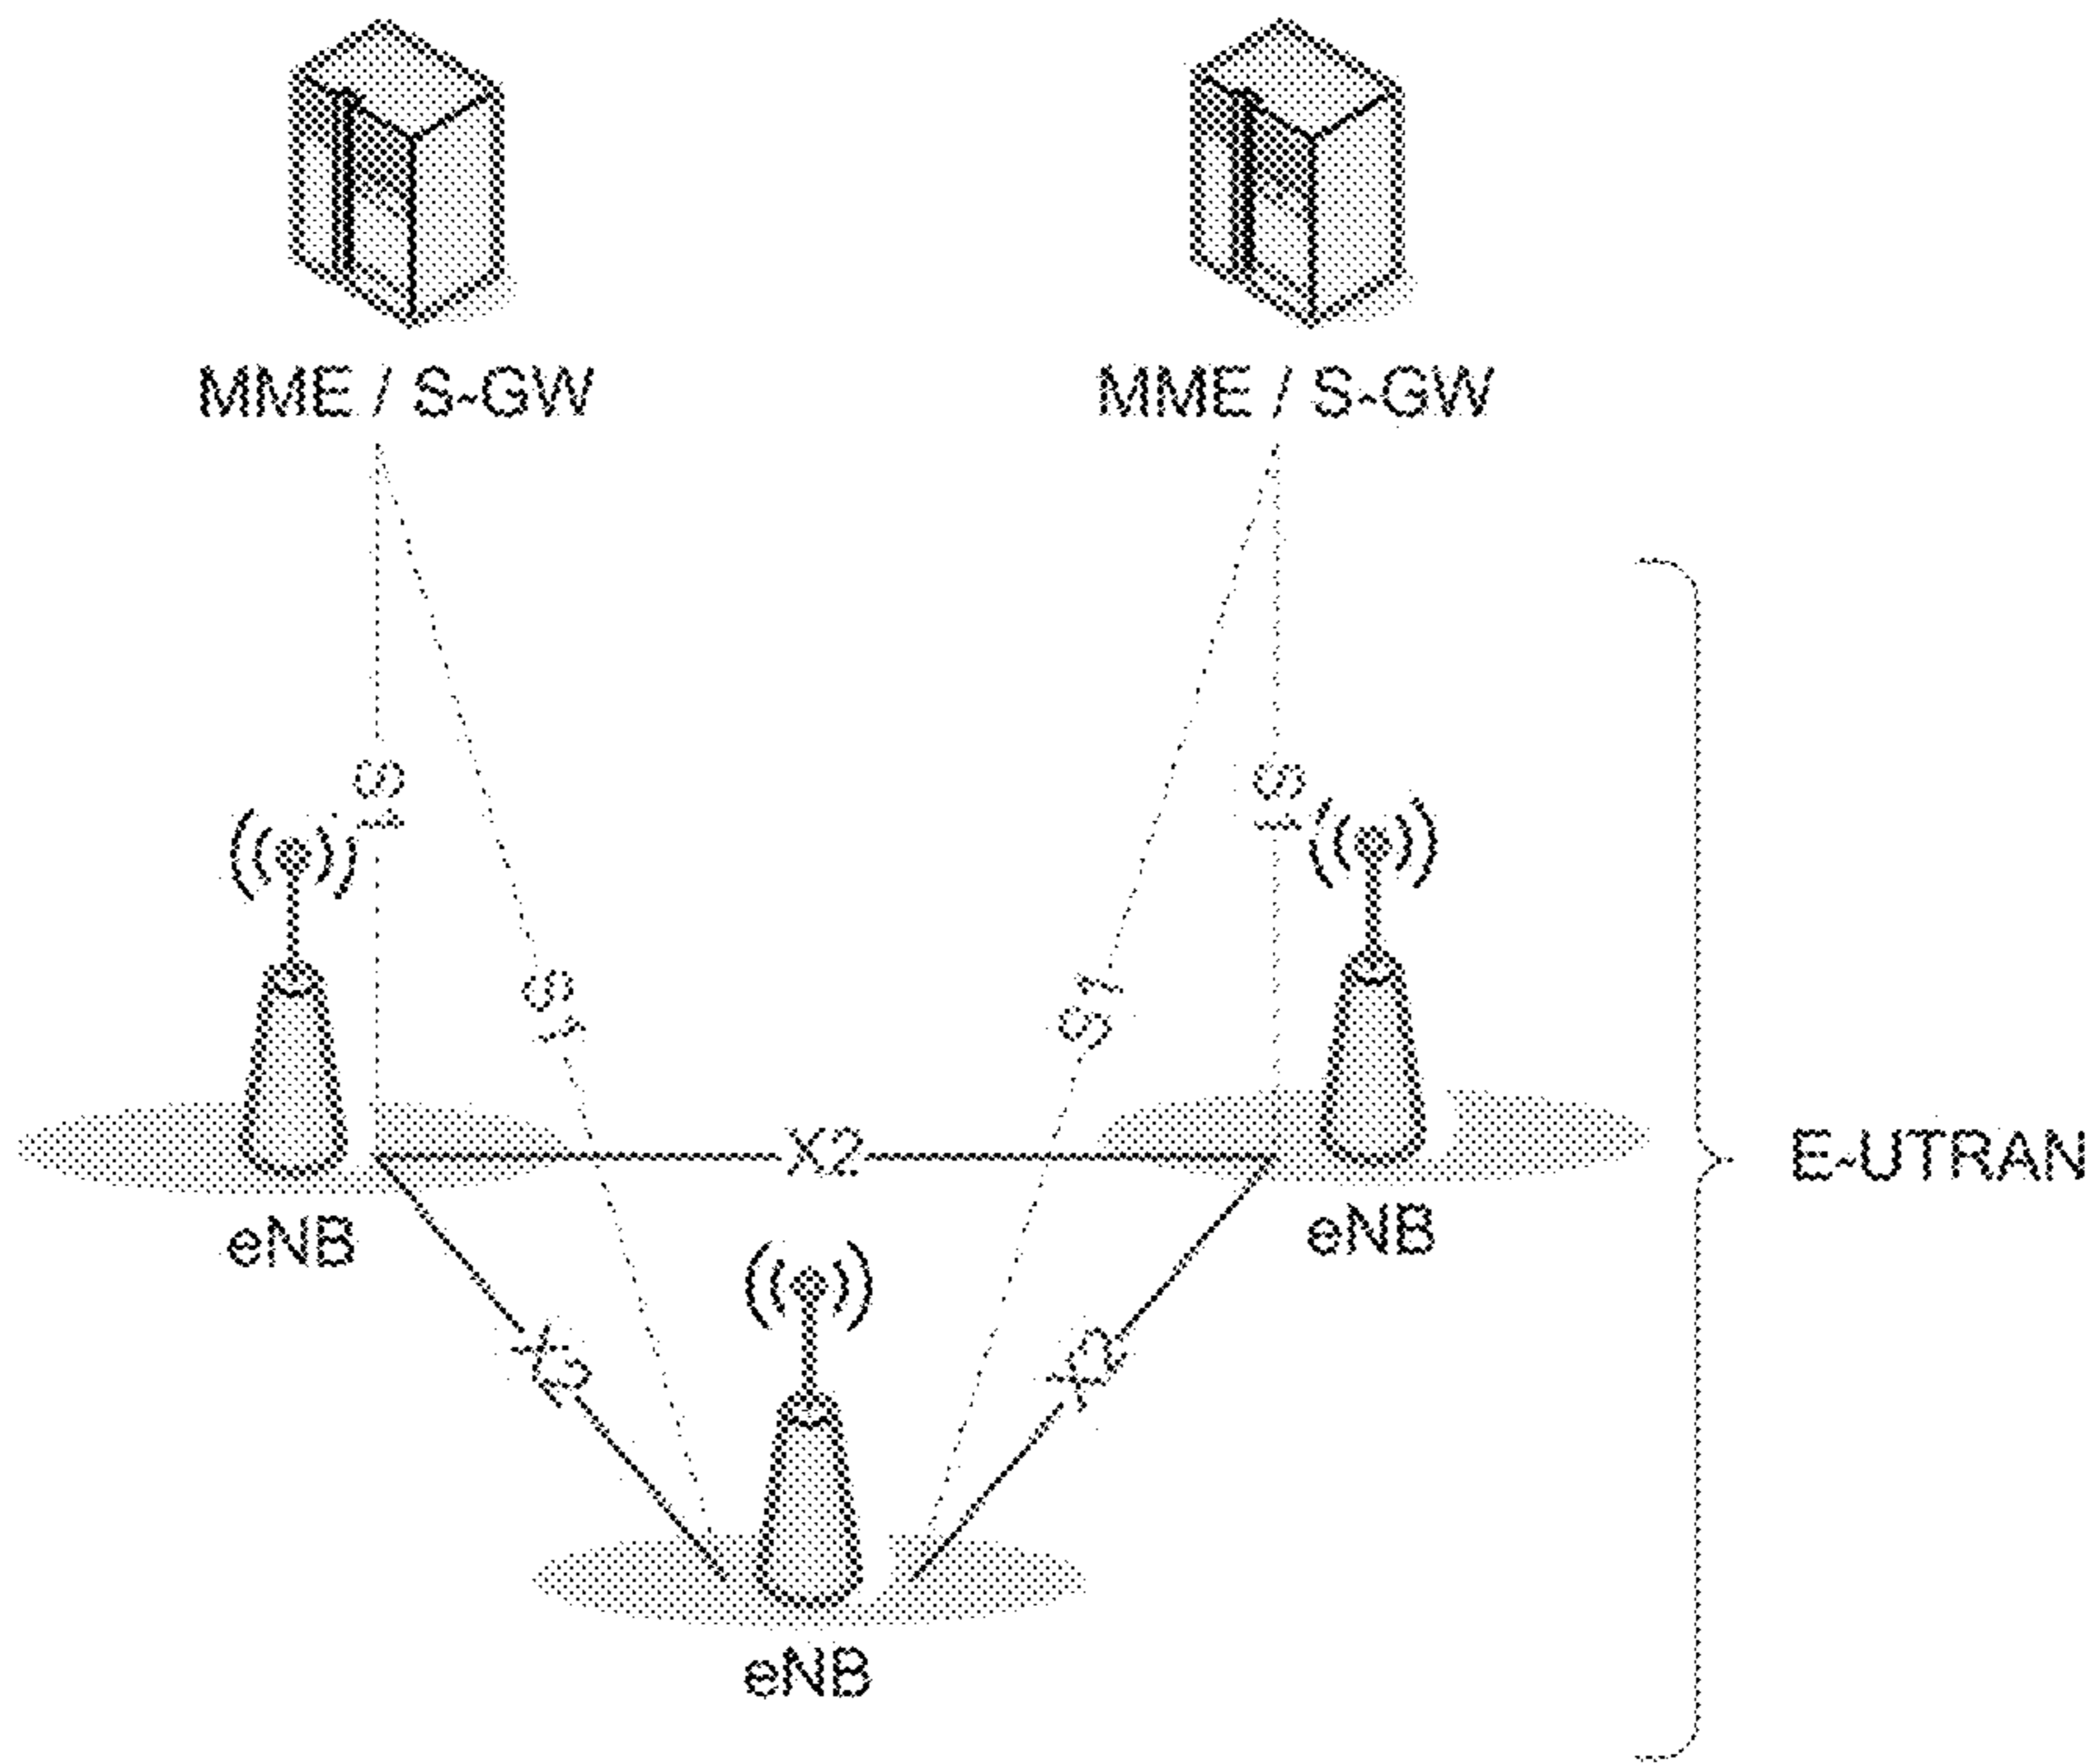 MME / S-GW
MME / S-GW
S1
S1
S1
S1
X2
E-UTRAN
eNB
eNB
X2
X2
eNB